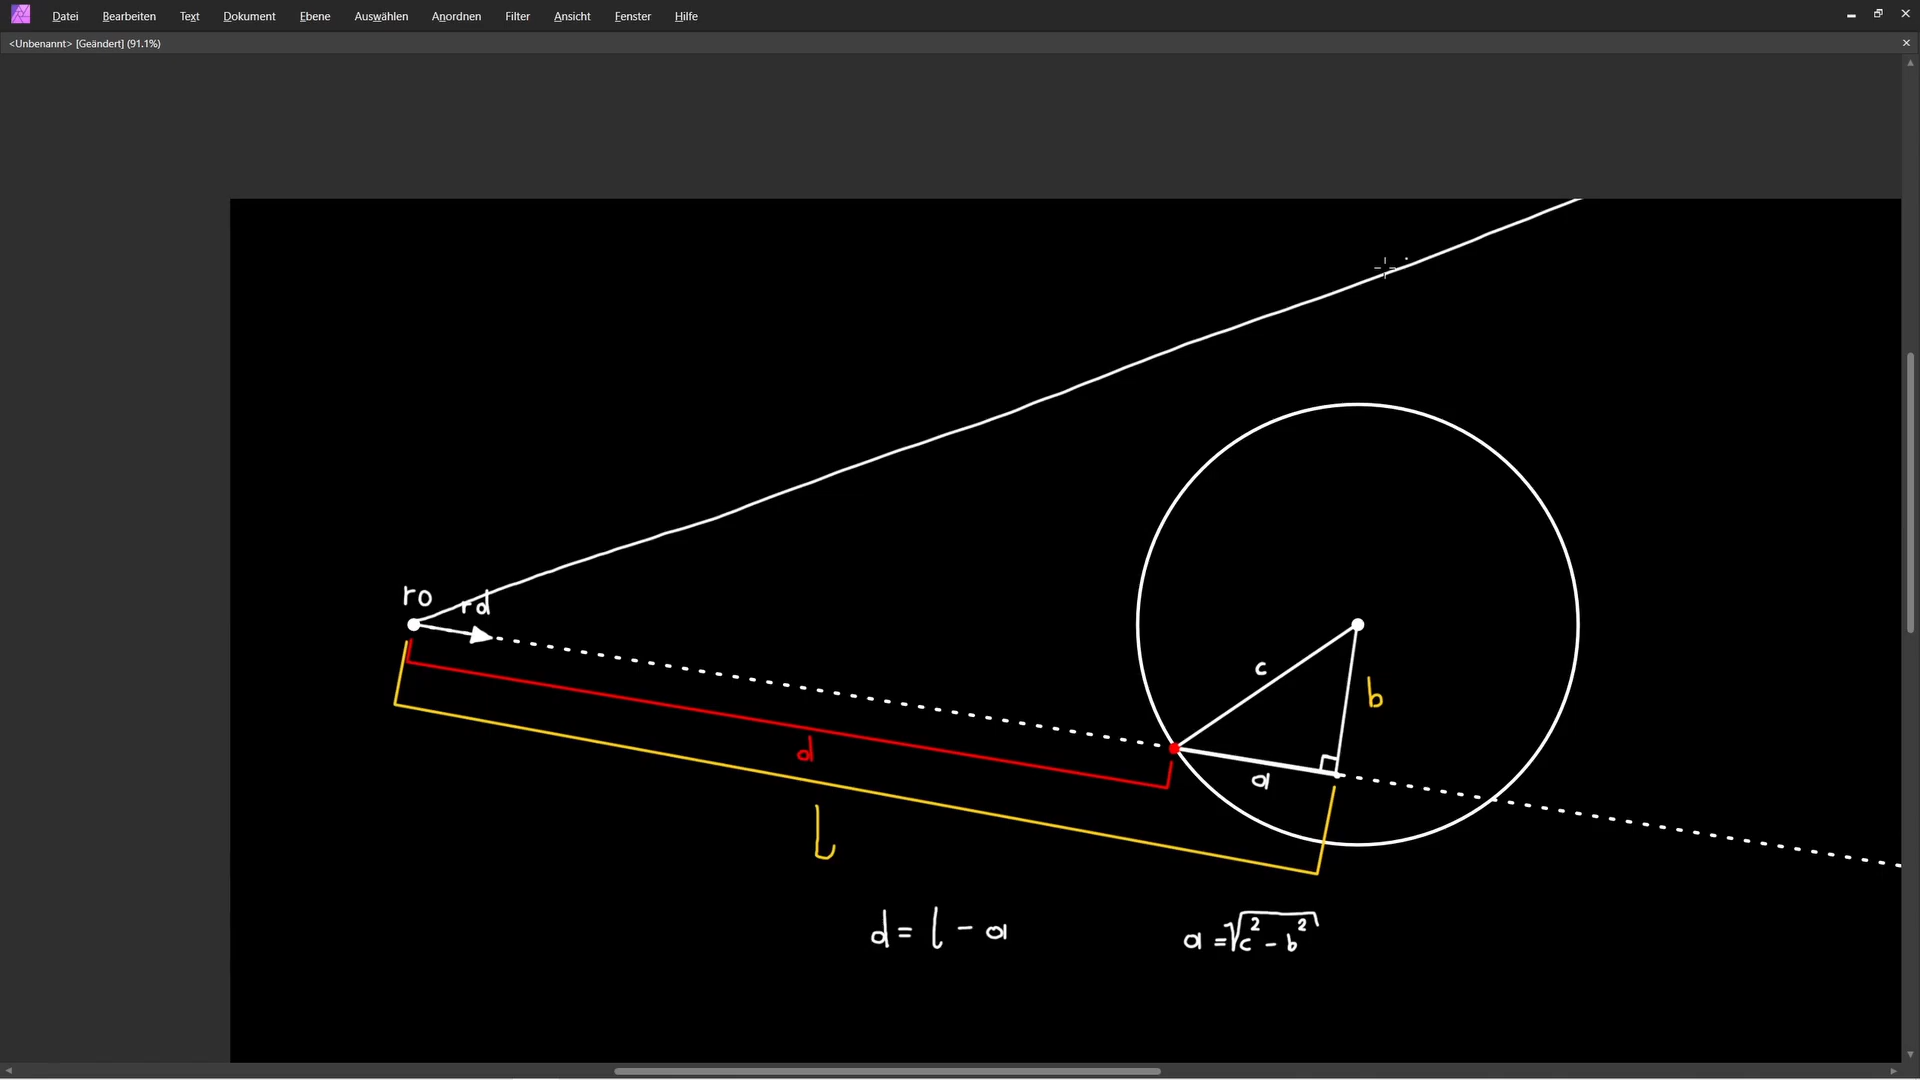 Datei Bearbeiten Text Dokument Ebene Auswählen Anordnen Filter Ansicht Fenster Hilfe
<Unbenannt> [Geändert] (91.1%)
ro
rd
c
b
d
a
l
d = l - a
a = √c² - b²